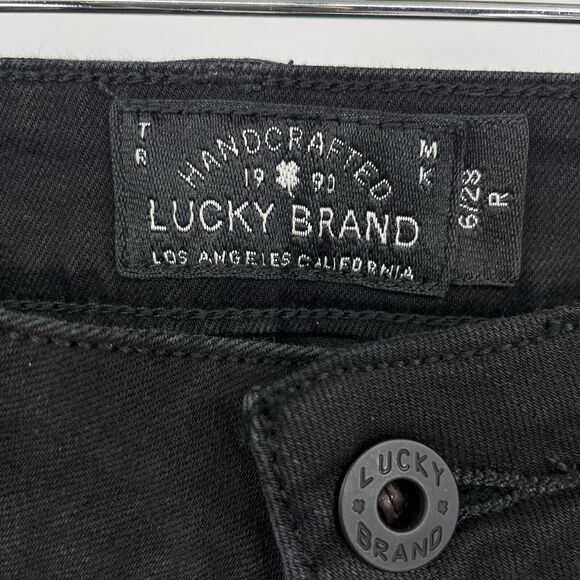 TR
MK
HANDCRAFTED
19 90
LUCKY BRAND
LOS ANGELES CALIFORNIA
6/28
R
LUCKY
BRAND